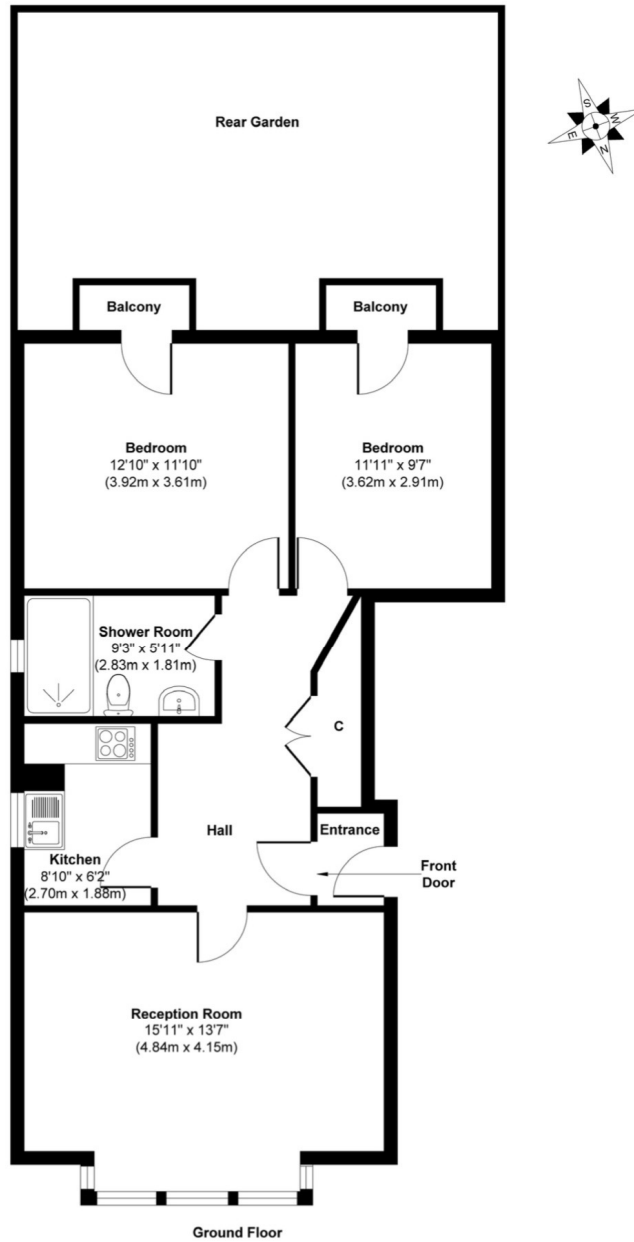 Rear Garden
S
W
E
N
Balcony
Balcony
Bedroom
12'10" x 11'10"
(3.92m x 3.61m)
Bedroom
11'11" x 9'7"
(3.62m x 2.91m)
Shower Room
9'3" x 5'11"
(2.83m x 1.81m)
C
Hall
Entrance
Front
Door
Kitchen
8'10" x 6'2"
(2.70m x 1.88m)
Reception Room
15'11" x 13'7"
(4.84m x 4.15m)
Ground Floor